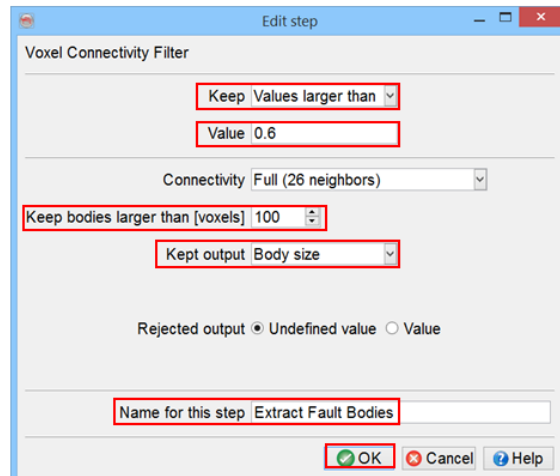 Edit step
Voxel Connectivity Filter
Keep Values larger than
Value 0.6
Connectivity Full (26 neighbors)
Keep bodies larger than [voxels] 100
Kept output Body size
Rejected output Undefined value Value
Name for this step Extract Fault Bodies
OK Cancel Help